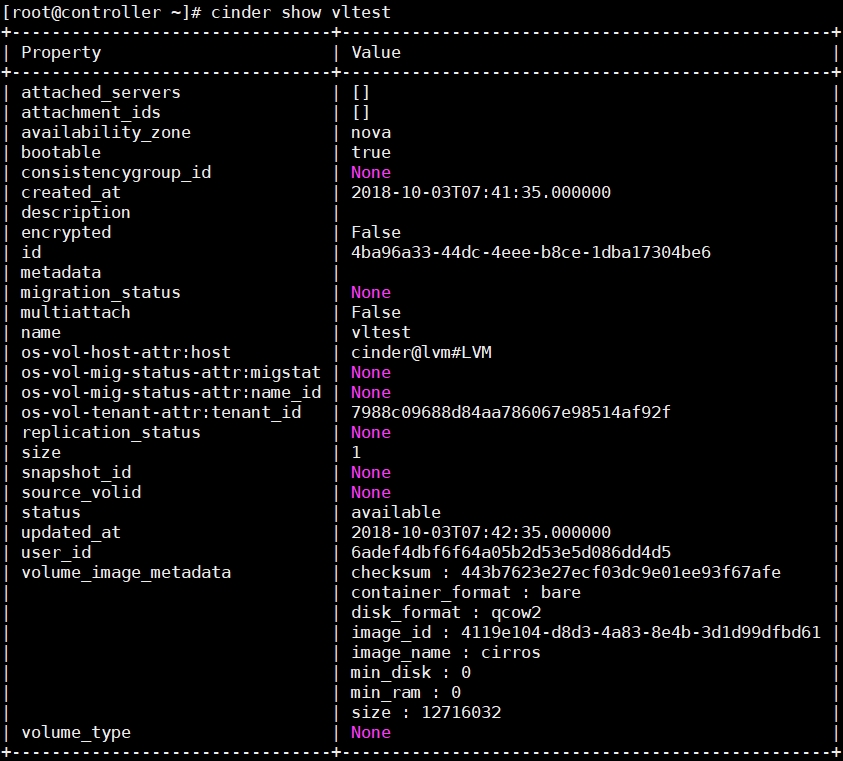 [root@controller ~]# cinder show vltest
+--------------------------------+------------------------------------------------+
| Property                       | Value                                          |
+--------------------------------+------------------------------------------------+
| attached_servers               | []                                             |
| attachment_ids                 | []                                             |
| availability_zone              | nova                                           |
| bootable                       | true                                           |
| consistencygroup_id            | None                                           |
| created_at                     | 2018-10-03T07:41:35.000000                     |
| description                    |                                                |
| encrypted                      | False                                          |
| id                             | 4ba96a33-44dc-4eee-b8ce-1dba17304be6           |
| metadata                       |                                                |
| migration_status               | None                                           |
| multiattach                    | False                                          |
| name                           | vltest                                         |
| os-vol-host-attr:host          | cinder@lvm#LVM                                 |
| os-vol-mig-status-attr:migstat | None                                           |
| os-vol-mig-status-attr:name_id | None                                           |
| os-vol-tenant-attr:tenant_id   | 7988c09688d84aa786067e98514af92f               |
| replication_status             | None                                           |
| size                           | 1                                              |
| snapshot_id                    | None                                           |
| source_volid                   | None                                           |
| status                         | available                                      |
| updated_at                     | 2018-10-03T07:42:35.000000                     |
| user_id                        | 6adef4dbf6f64a05b2d53e5d086dd4d5               |
| volume_image_metadata          | checksum : 443b7623e27ecf03dc9e01ee93f67afe    |
|                                | container_format : bare                        |
|                                | disk_format : qcow2                            |
|                                | image_id : 4119e104-d8d3-4a83-8e4b-3d1d99dfbd61 |
|                                | image_name : cirros                            |
|                                | min_disk : 0                                   |
|                                | min_ram : 0                                    |
|                                | size : 12716032                                |
| volume_type                    | None                                           |
+--------------------------------+------------------------------------------------+